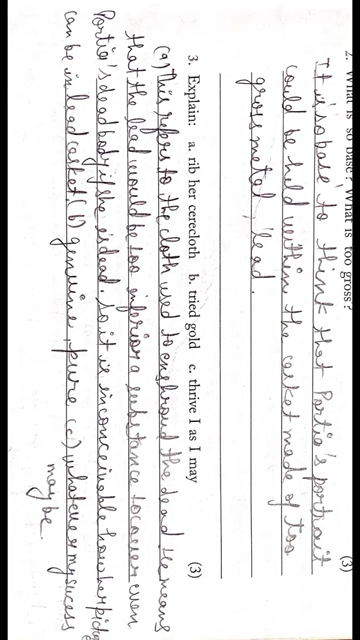 2. What is so base? What is too gross? (3)
It is so 'base' to think that Portia's portrait
could be held within the casket made of too
gross metal, lead.
3. Explain: a. rib her cerecloth b. tried gold c. thrive I as I may (3)
(a) This refers to the cloth used to enshroud the dead He means
that the lead would be too inferior a substance to cover even
Portia's dead body if she is dead. So it is inconceivable how her
can be in lead casket. (b) genuine, pure (c) whatever my sucess
may be.